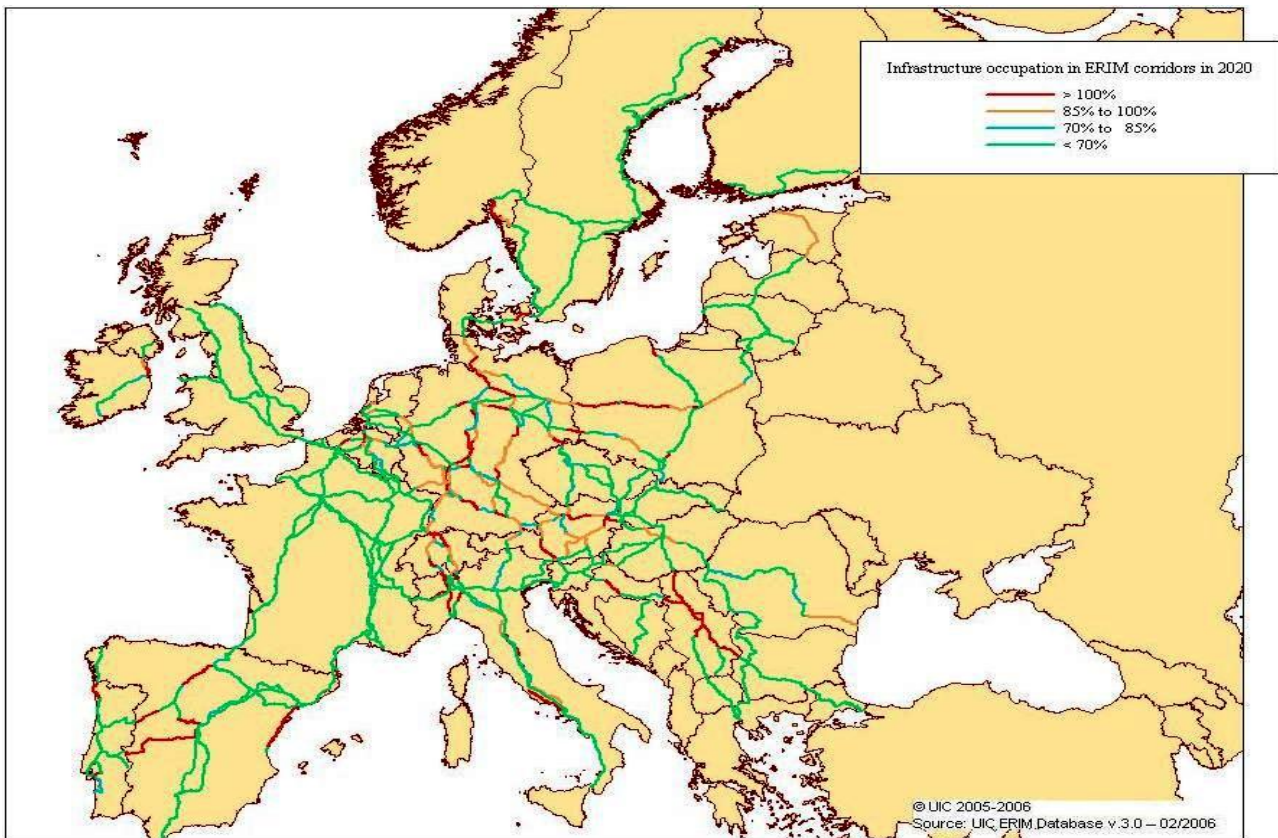 Infrastructure occupation in ERIM corridors in 2020
> 100%
85% to 100%
70% to 85%
< 70%
© UIC 2005-2006
Source: UIC ERIM Database v.3.0 – 02/2006